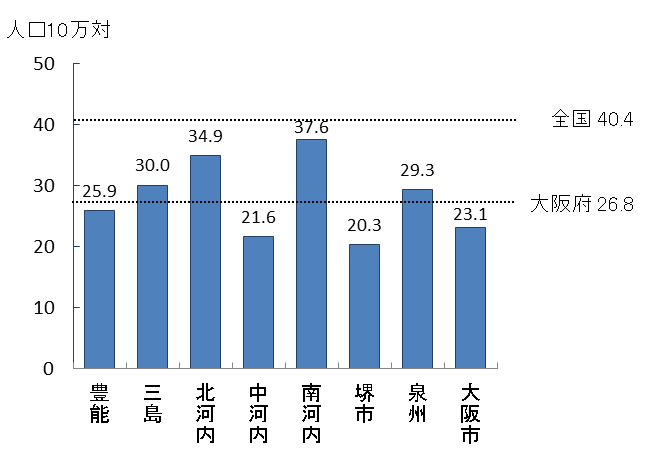 人口10万対
50
40
30
20
10
0
全国 40.4
大阪府 26.8
25.9
30.0
34.9
21.6
37.6
20.3
29.3
23.1
豊能
三島
北河内
中河内
南河内
堺市
泉州
大阪市